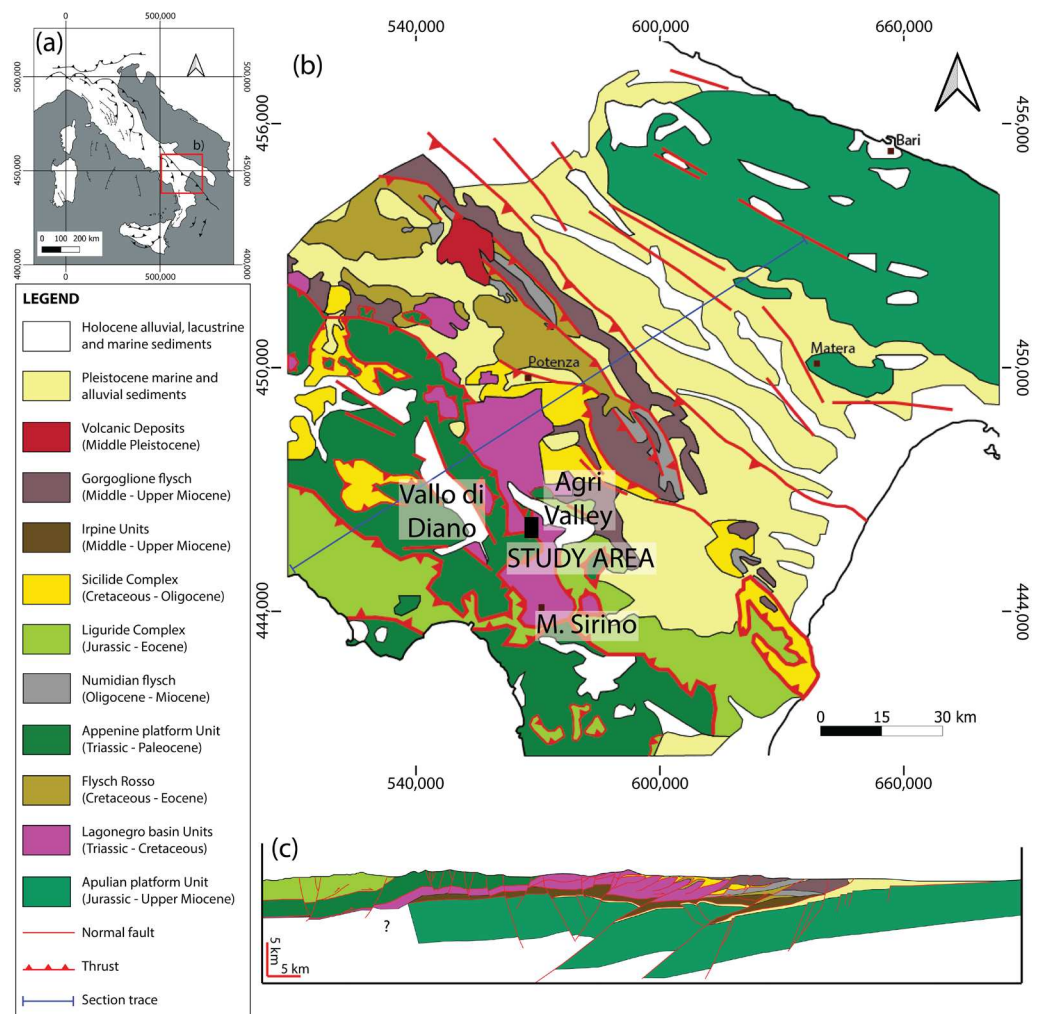 (a)
500,000
0
500,000
500,000
450,000
450,000
400,000
400,000
b)
0 100 200 km
0
500,000
LEGEND
Holocene alluvial, lacustrine
and marine sediments
Pleistocene marine and
alluvial sediments
Volcanic Deposits
(Middle Pleistocene)
Gorgoglione flysch
(Middle - Upper Miocene)
Irpine Units
(Middle - Upper Miocene)
Sicilide Complex
(Cretaceous - Oligocene)
Liguride Complex
(Jurassic - Eocene)
Numidian flysch
(Oligocene - Miocene)
Appenine platform Unit
(Triassic - Paleocene)
Flysch Rosso
(Cretaceous - Eocene)
Lagonegro basin Units
(Triassic - Cretaceous)
Apulian platform Unit
(Jurassic - Upper Miocene)
Normal fault
Thrust
Section trace
(b)
540,000
600,000
660,000
456,000
456,000
Bari
Matera
450,000
450,000
Potenza
Vallo di
Diano
Agri
Valley
STUDY AREA
M. Sirino
444,000
444,000
0 15 30 km
540,000
600,000
660,000
(c)
?
5 km
5 km